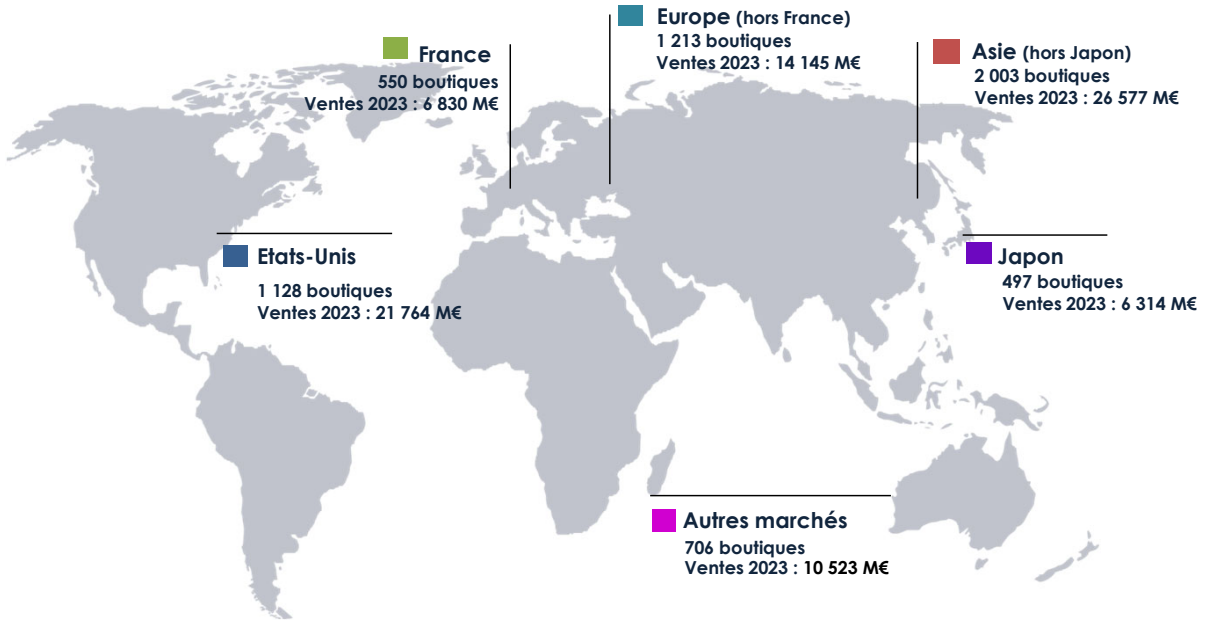 France
550 boutiques
Ventes 2023 : 6 830 M€
Europe (hors France)
1 213 boutiques
Ventes 2023 : 14 145 M€
Asie (hors Japon)
2 003 boutiques
Ventes 2023 : 26 577 M€
Etats-Unis
1 128 boutiques
Ventes 2023 : 21 764 M€
Japon
497 boutiques
Ventes 2023 : 6 314 M€
Autres marchés
706 boutiques
Ventes 2023 : 10 523 M€